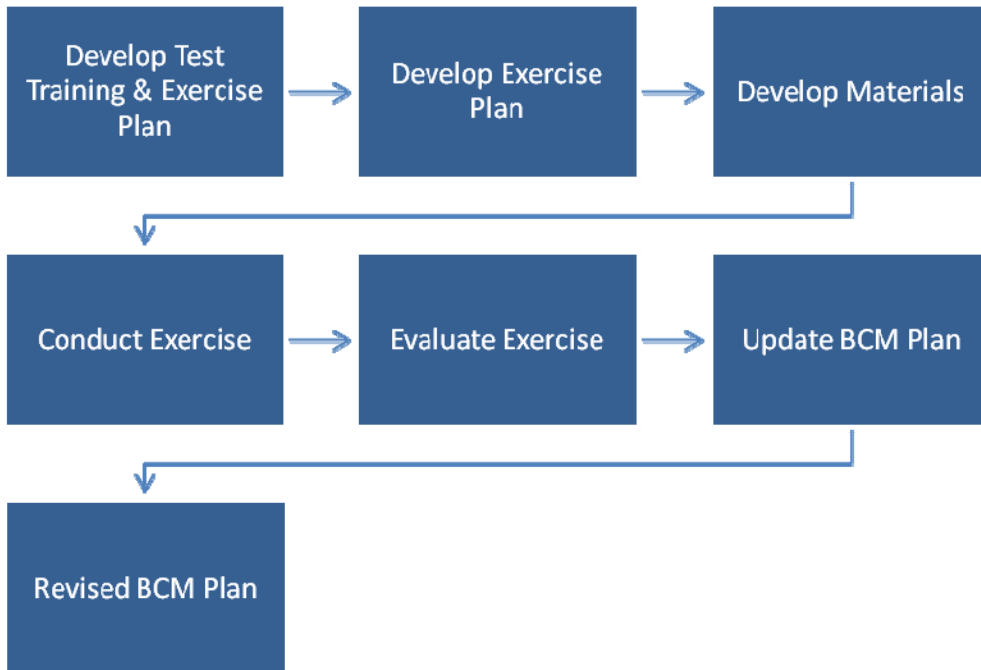 Develop Test
Training & Exercise
Plan
Develop Exercise
Plan
Develop Materials
Conduct Exercise
Evaluate Exercise
Update BCM Plan
Revised BCM Plan